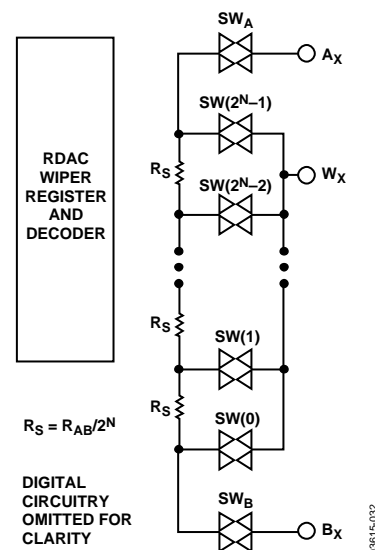 SWA
AX
SW(2N–1)
RDAC
WIPER
REGISTER
AND
DECODER
RS
WX
SW(2N–2)
RS
SW(1)
RS
SW(0)
RS = RAB/2N
DIGITAL
CIRCUITRY
OMITTED FOR
CLARITY
SWB
BX
03615-032